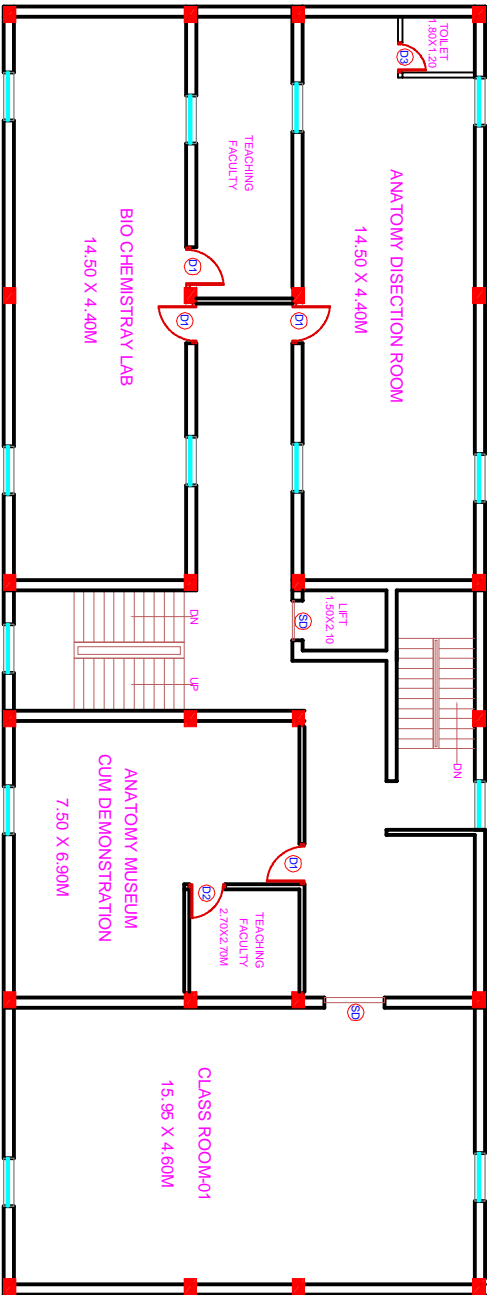 TOILET
1.80X1.20
D3
ANATOMY DISECTION ROOM
14.50 X 4.40M
TEACHING
FACULTY
D1
BIO CHEMISTRAY LAB
14.50 X 4.40M
D1
D1
LIFT
1.50X2.10
SD
DN
UP
DN
ANATOMY MUSEUM
CUM DEMONSTRATION
7.50 X 6.90M
D1
D2
TEACHING
FACULTY
2.70X2.70M
SD
CLASS ROOM-01
15.95 X 4.60M